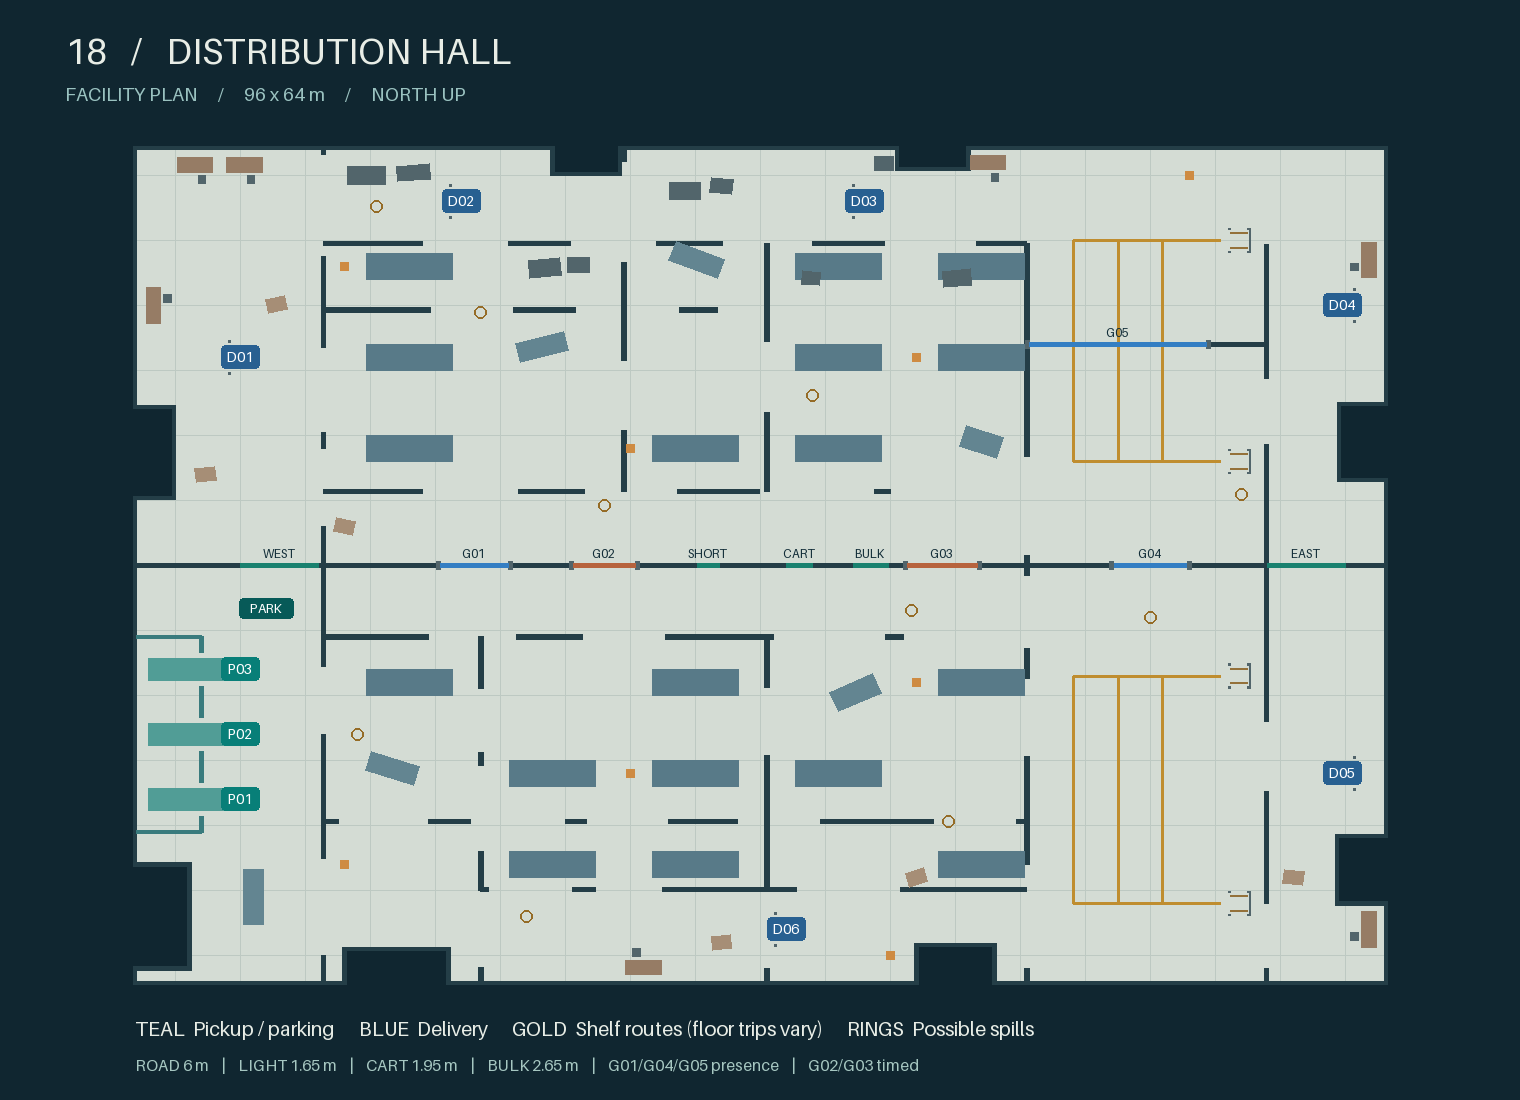 18 / DISTRIBUTION HALL
FACILITY PLAN / 96 x 64 m / NORTH UP
D02
D03
D04
G05
D01
WEST
G01
G02
SHORT
CART
BULK
G03
G04
EAST
PARK
P03
P02
P01
D05
D06
TEAL Pickup / parking BLUE Delivery GOLD Shelf routes (floor trips vary) RINGS Possible spills
ROAD 6 m | LIGHT 1.65 m | CART 1.95 m | BULK 2.65 m | G01/G04/G05 presence | G02/G03 timed